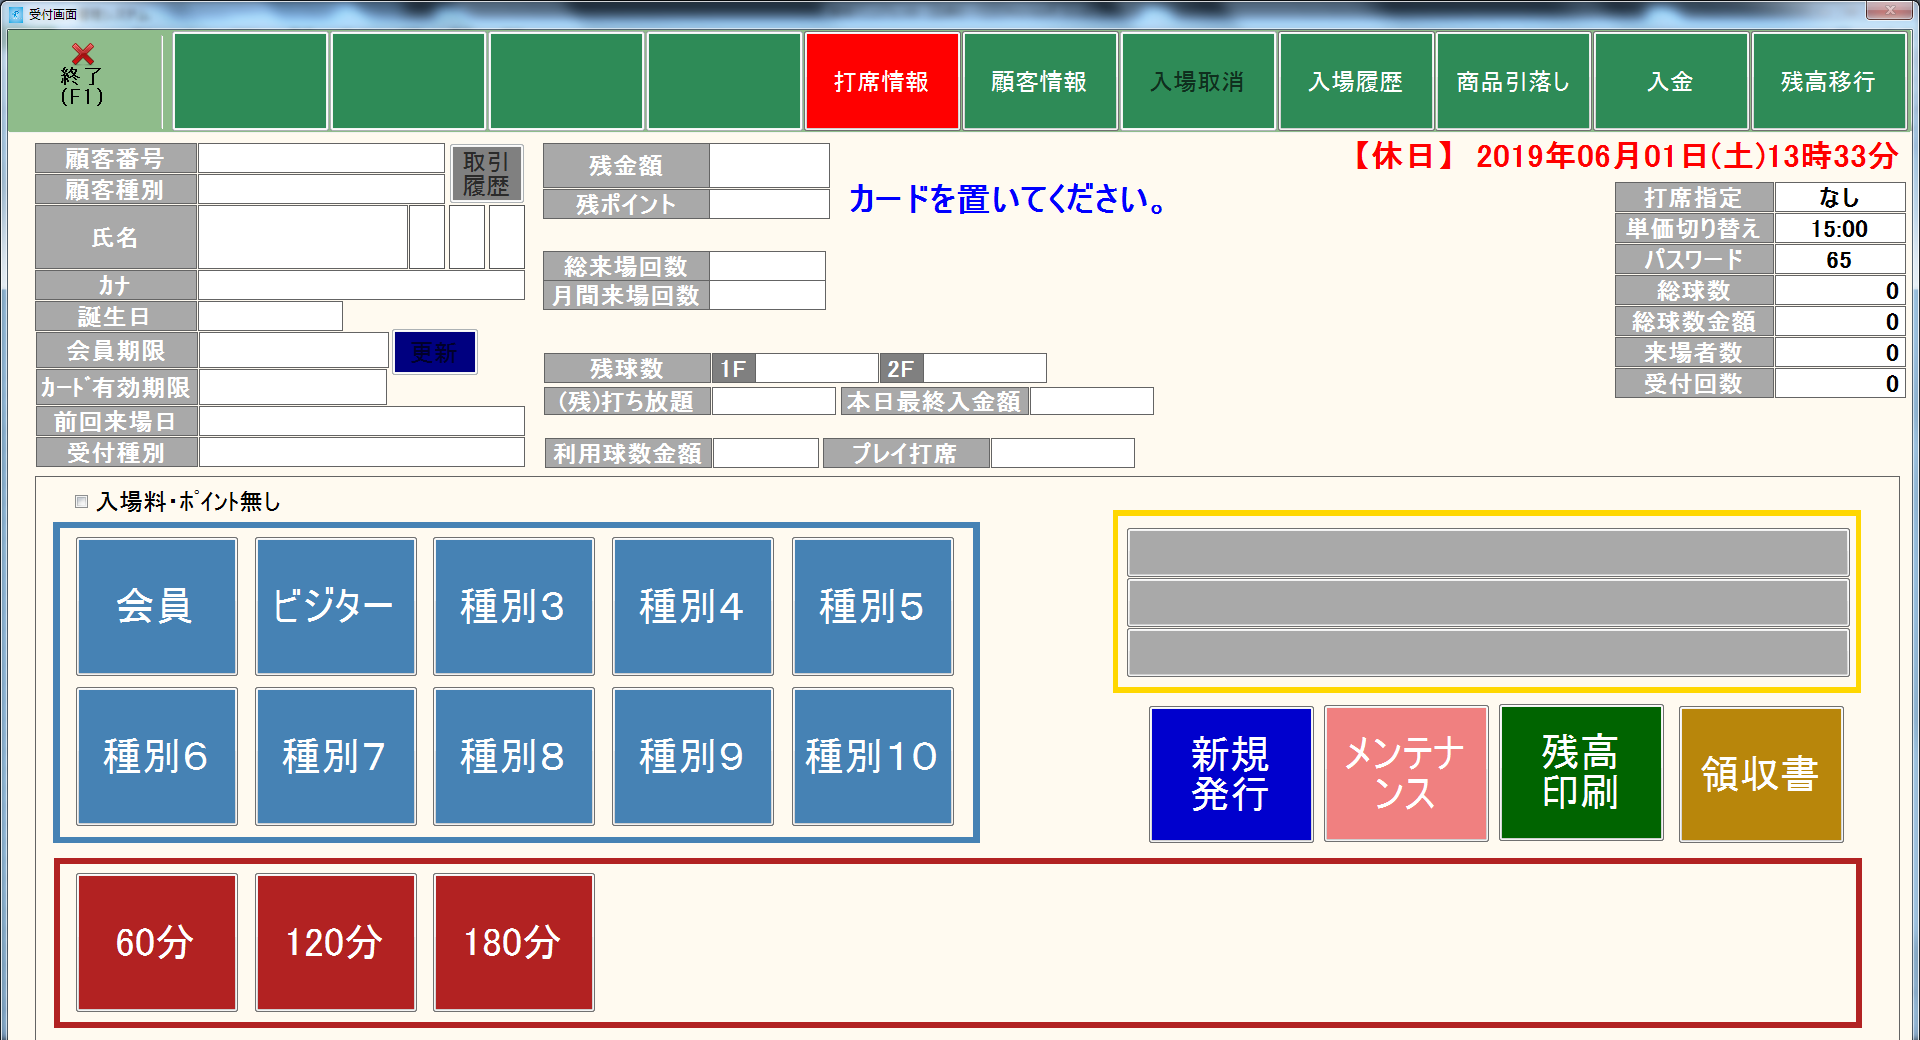 受付画面
終了
(F1)
打席情報
顧客情報
入場取消
入場履歴
商品引落し
入金
残高移行
【休日】 2019年06月01日(土)13時33分
顧客番号
顧客種別
取引
履歴
氏名
カナ
誕生日
会員期限
更新
カード有効期限
前回来場日
受付種別
残金額
残ポイント
カードを置いてください。
総来場回数
月間来場回数
残球数 1F 2F
(残)打ち放題 本日最終入金額
利用球数金額 プレイ打席
打席指定 なし
単価切り替え 15:00
パスワード 65
総球数 0
総球数金額 0
来場者数 0
受付回数 0
入場料・ポイント無し
会員 ビジター 種別3 種別4 種別5
種別6 種別7 種別8 種別9 種別10
新規
発行
メンテナ
ンス
残高
印刷
領収書
60分 120分 180分